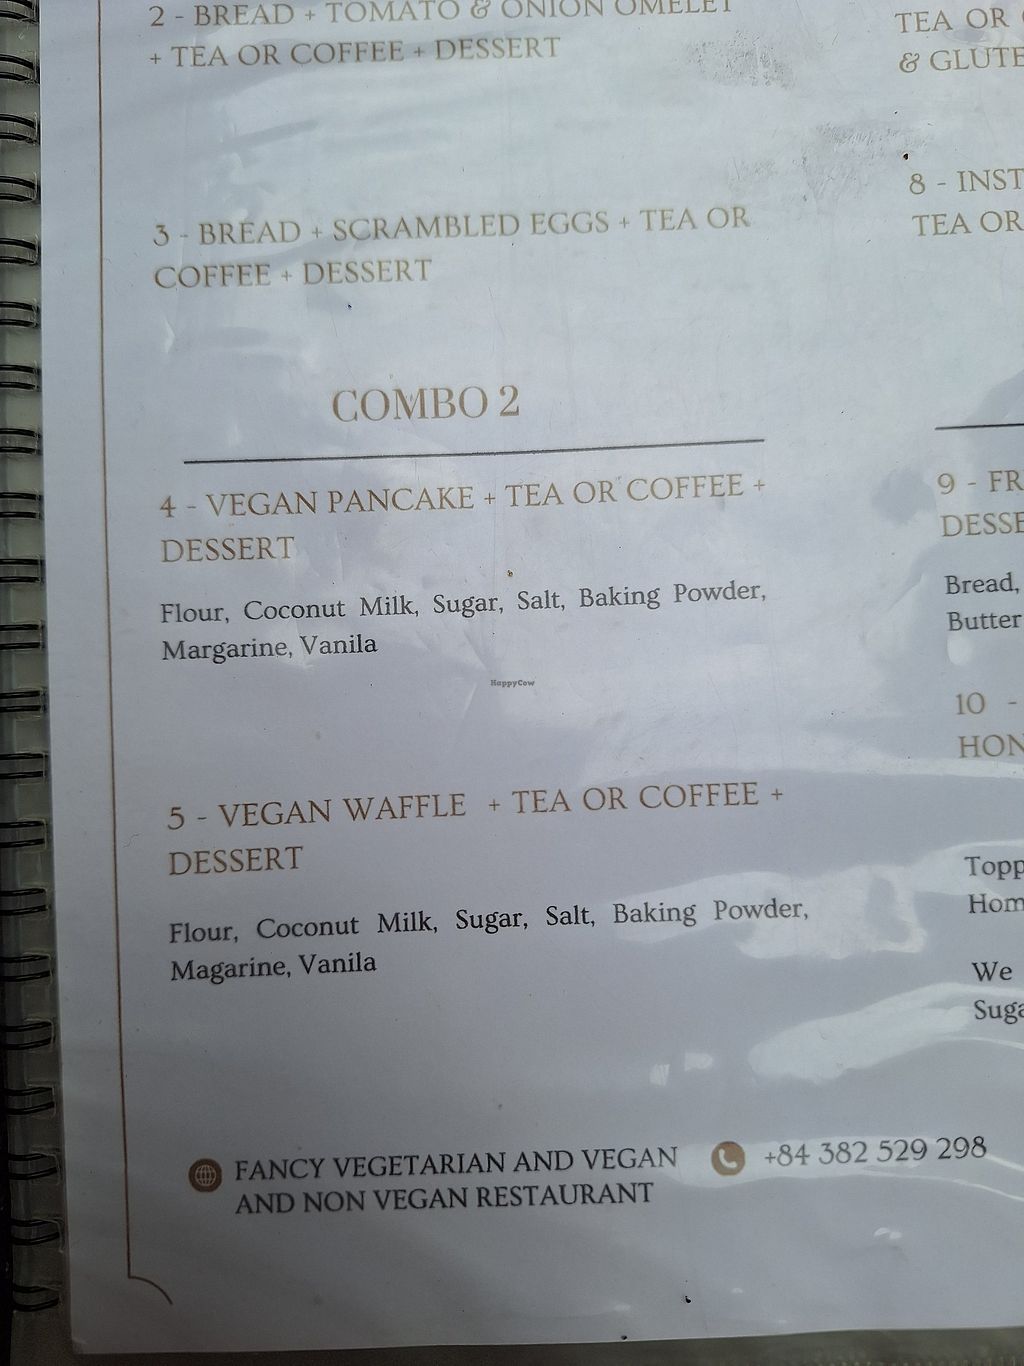 2 - BREAD + TOMATO & ONION OMELET
+ TEA OR COFFEE + DESSERT
3 - BREAD + SCRAMBLED EGGS + TEA OR
COFFEE + DESSERT
COMBO 2
4 - VEGAN PANCAKE + TEA OR COFFEE +
DESSERT
Flour, Coconut Milk, Sugar, Salt, Baking Powder,
Margarine, Vanila
HappyCow
5 - VEGAN WAFFLE + TEA OR COFFEE +
DESSERT
Flour, Coconut Milk, Sugar, Salt, Baking Powder,
Magarine, Vanila
FANCY VEGETARIAN AND VEGAN
AND NON VEGAN RESTAURANT
+84 382 529 298
TEA OR
& GLUTE
8 - INST
TEA OR
9 - FR
DESSE
Bread,
Butter
10 -
HON
Topp
Hom
We
Suga